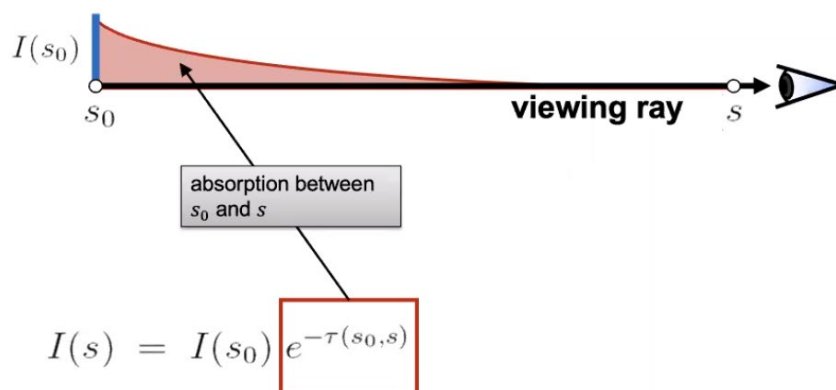 I(s₀)
s₀
viewing ray
s
absorption between
s₀ and s
I(s) = I(s₀) e^{-τ(s₀,s)}